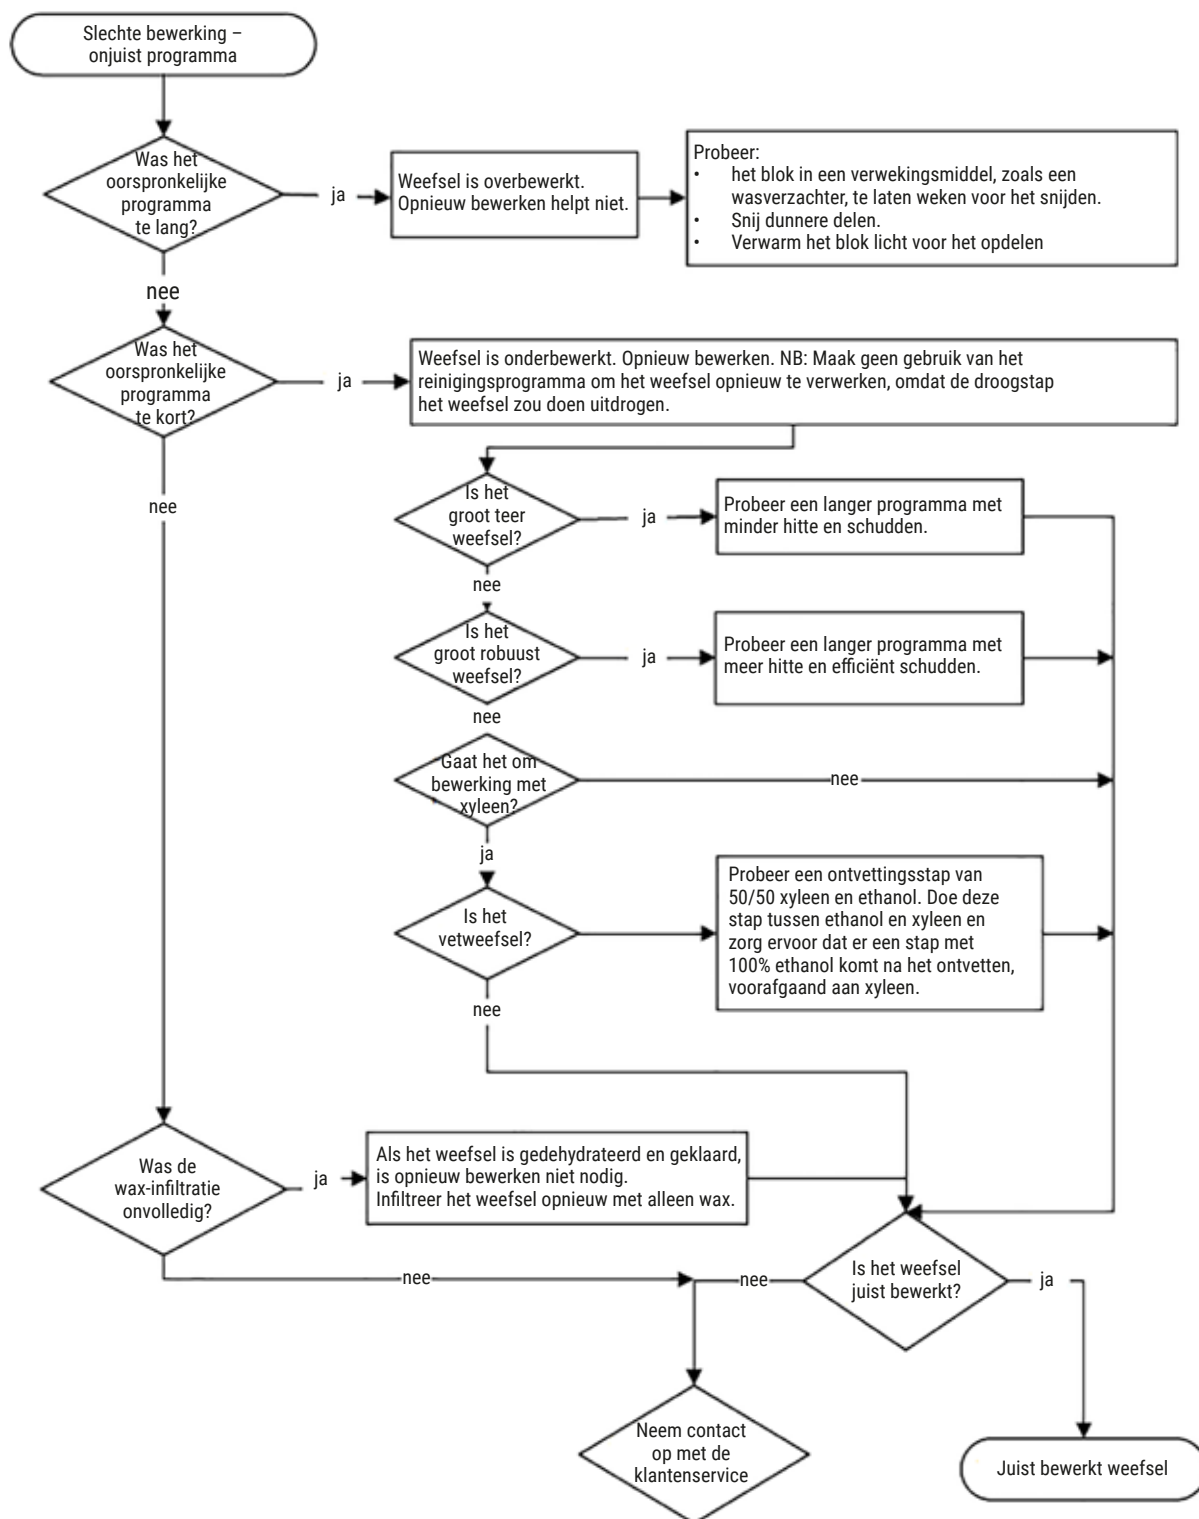 Slechte bewerking –
onjuist programma
Was het
oorspronkelijke
programma
te lang?
ja
Weefsel is overbewerkt.
Opnieuw bewerken helpt niet.
Probeer:
• het blok in een verwekingsmiddel, zoals een
wasverzachter, te laten weken voor het snijden.
• Snij dunnere delen.
• Verwarm het blok licht voor het opdelen
nee
Was het
oorspronkelijke
programma
te kort?
ja
Weefsel is onderbewerkt. Opnieuw bewerken. NB: Maak geen gebruik van het
reinigingsprogramma om het weefsel opnieuw te verwerken, omdat de droogstap
het weefsel zou doen uitdrogen.
nee
Is het
groot teer
weefsel?
ja
Probeer een langer programma met
minder hitte en schudden.
nee
Is het
groot robuust
weefsel?
ja
Probeer een langer programma met
meer hitte en efficiënt schudden.
nee
Gaat het om
bewerking met
xyleen?
nee
ja
Is het
vetweefsel?
Probeer een ontvettingsstap van
50/50 xyleen en ethanol. Doe deze
stap tussen ethanol en xyleen en
zorg ervoor dat er een stap met
100% ethanol komt na het ontvetten,
voorafgaand aan xyleen.
nee
Was de
wax-infiltratie
onvolledig?
ja
Als het weefsel is gedehydrateerd en geklaard,
is opnieuw bewerken niet nodig.
Infiltreer het weefsel opnieuw met alleen wax.
nee
nee
Is het weefsel
juist bewerkt?
ja
Neem contact
op met de
klantenservice
Juist bewerkt weefsel